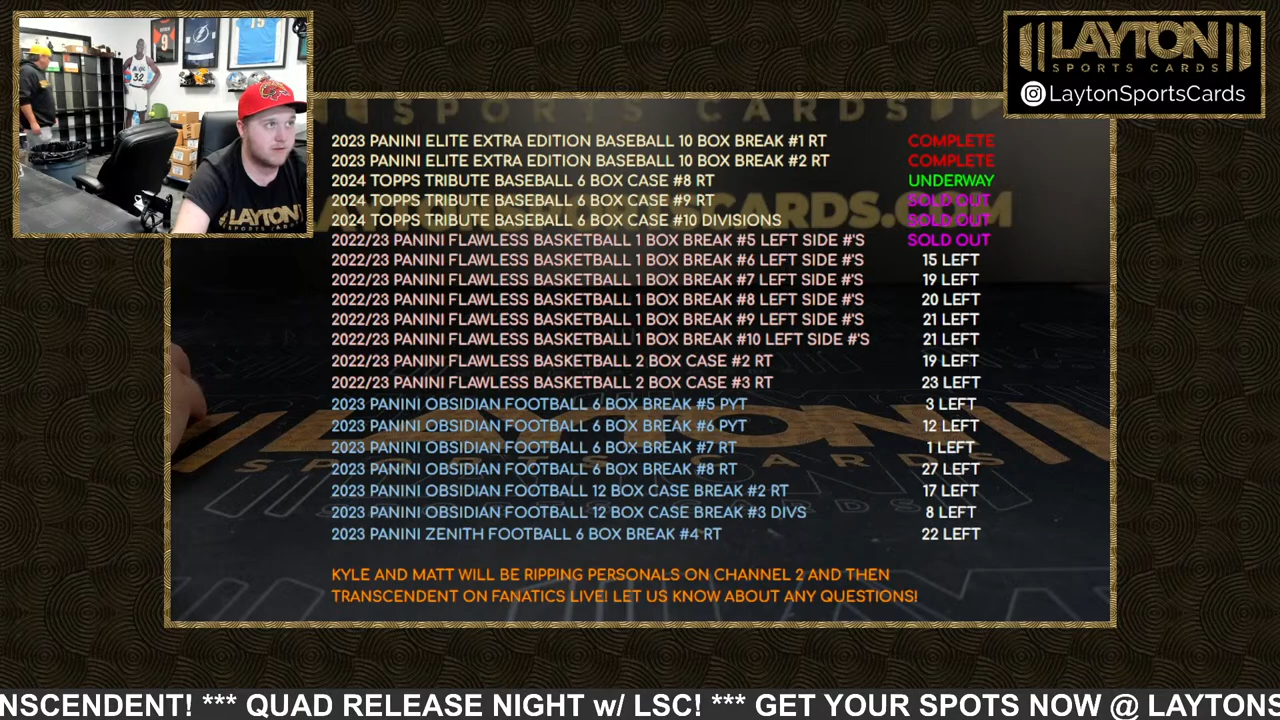 LAYTON
SPORTS CARDS
LaytonSportsCards
9
15
32
LAYTON
SPORTS CARDS
2023 PANINI ELITE EXTRA EDITION BASEBALL 10 BOX BREAK #1 RT COMPLETE
2023 PANINI ELITE EXTRA EDITION BASEBALL 10 BOX BREAK #2 RT COMPLETE
2024 TOPPS TRIBUTE BASEBALL 6 BOX CASE #8 RT UNDERWAY
2024 TOPPS TRIBUTE BASEBALL 6 BOX CASE #9 RT SOLD OUT
2024 TOPPS TRIBUTE BASEBALL 6 BOX CASE #10 DIVISIONS SOLD OUT
2022/23 PANINI FLAWLESS BASKETBALL 1 BOX BREAK #5 LEFT SIDE #'S SOLD OUT
2022/23 PANINI FLAWLESS BASKETBALL 1 BOX BREAK #6 LEFT SIDE #'S 15 LEFT
2022/23 PANINI FLAWLESS BASKETBALL 1 BOX BREAK #7 LEFT SIDE #'S 19 LEFT
2022/23 PANINI FLAWLESS BASKETBALL 1 BOX BREAK #8 LEFT SIDE #'S 20 LEFT
2022/23 PANINI FLAWLESS BASKETBALL 1 BOX BREAK #9 LEFT SIDE #'S 21 LEFT
2022/23 PANINI FLAWLESS BASKETBALL 1 BOX BREAK #10 LEFT SIDE #'S 21 LEFT
2022/23 PANINI FLAWLESS BASKETBALL 2 BOX CASE #2 RT 19 LEFT
2022/23 PANINI FLAWLESS BASKETBALL 2 BOX CASE #3 RT 23 LEFT
2023 PANINI OBSIDIAN FOOTBALL 6 BOX BREAK #5 PYT 3 LEFT
2023 PANINI OBSIDIAN FOOTBALL 6 BOX BREAK #6 PYT 12 LEFT
2023 PANINI OBSIDIAN FOOTBALL 6 BOX BREAK #7 RT 1 LEFT
2023 PANINI OBSIDIAN FOOTBALL 6 BOX BREAK #8 RT 27 LEFT
2023 PANINI OBSIDIAN FOOTBALL 12 BOX CASE BREAK #2 RT 17 LEFT
2023 PANINI OBSIDIAN FOOTBALL 12 BOX CASE BREAK #3 DIVS 8 LEFT
2023 PANINI ZENITH FOOTBALL 6 BOX BREAK #4 RT 22 LEFT
KYLE AND MATT WILL BE RIPPING PERSONALS ON CHANNEL 2 AND THEN
TRANSCENDENT ON FANATICS LIVE! LET US KNOW ABOUT ANY QUESTIONS!
NSCENDENT! *** QUAD RELEASE NIGHT w/ LSC! *** GET YOUR SPOTS NOW @ LAYTONS